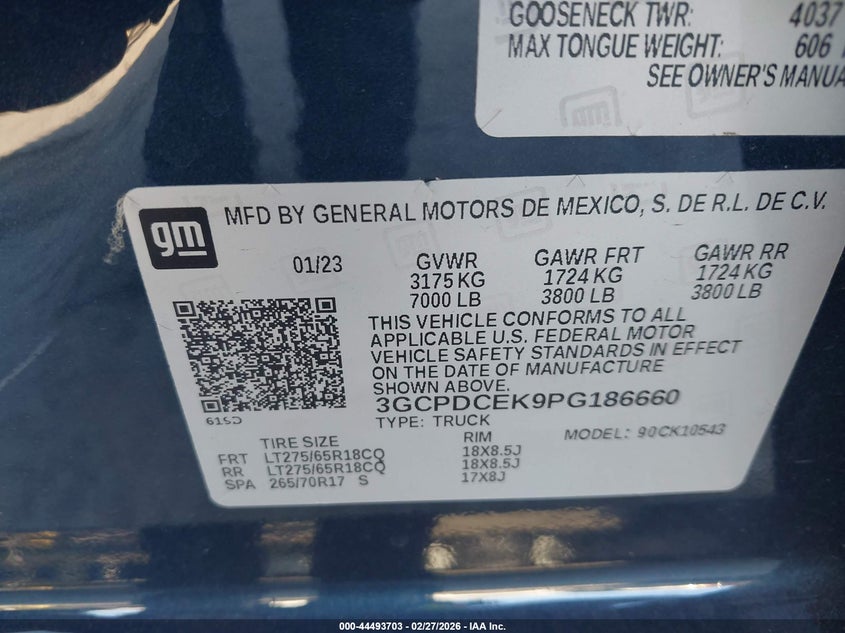 GOOSENECK TWR: 4037
MAX TONGUE WEIGHT: 606
SEE OWNER'S MANUA
gm
MFD BY GENERAL MOTORS DE MEXICO, S. DE R.L. DE C.V.
01/23 GVWR GAWR FRT GAWR RR
3175 KG 1724 KG 1724 KG
7000 LB 3800 LB 3800 LB
THIS VEHICLE CONFORMS TO ALL
APPLICABLE U.S. FEDERAL MOTOR
VEHICLE SAFETY STANDARDS IN EFFECT
ON THE DATE OF MANUFACTURE
SHOWN ABOVE.
3GCPDCEK9PG186660
TYPE: TRUCK MODEL: 90CK10543
TIRE SIZE RIM
FRT LT275/65R18CQ 18X8.5J
RR LT275/65R18CQ 18X8.5J
SPA 265/70R17 S 17X8J
000-44493703 - 02/27/2026 - IAA Inc.